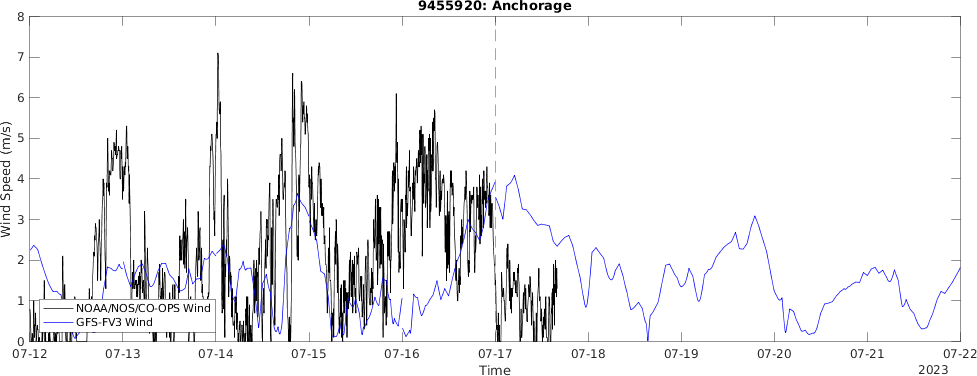 9455920: Anchorage
8
7
6
5
4
3
2
1
0
Wind Speed (m/s)
NOAA/NOS/CO-OPS Wind
GFS-FV3 Wind
07-12 07-13 07-14 07-15 07-16 07-17 07-18 07-19 07-20 07-21 07-22
Time
2023